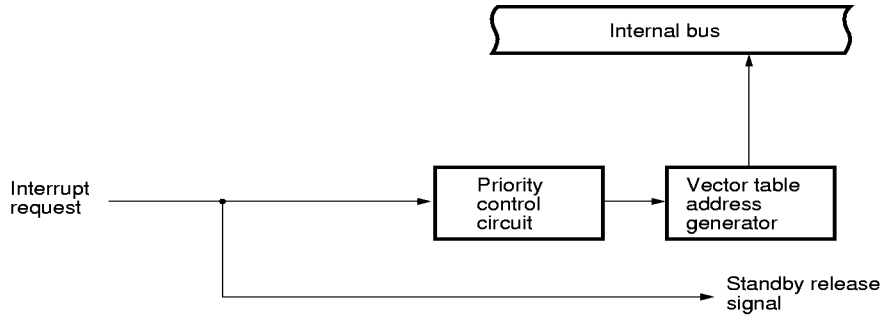 Internal bus
Interrupt
request
Priority
control
circuit
Vector table
address
generator
Standby release
signal